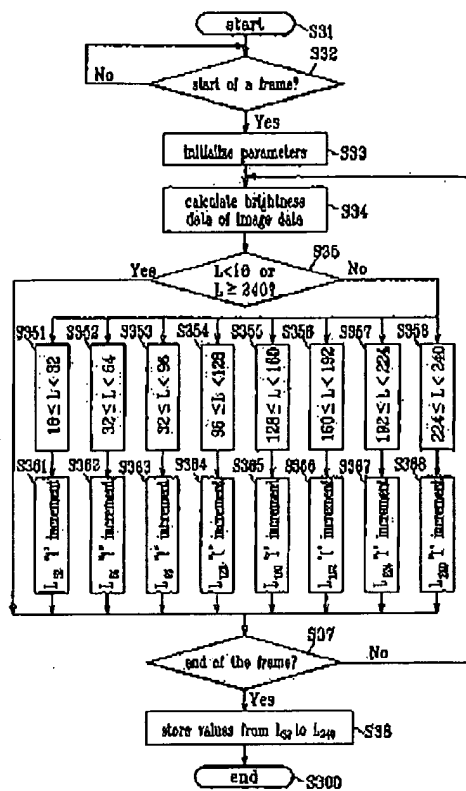 start
S31
S32
No
start of a frame?
Yes
initialize parameters
S33
calculate brightness
data of image data
S34
S35
Yes
L<16 or
L ≥ 240?
No
S351
S352
S353
S354
S355
S356
S357
S358
16 ≤ L < 32
32 ≤ L < 64
32 ≤ L < 96
96 ≤ L < 128
128 ≤ L < 160
160 ≤ L < 192
192 ≤ L < 224
224 ≤ L < 240
S361
S362
S363
S364
S365
S366
S367
S368
L32 "1" increment
L64 "1" increment
L96 "1" increment
L128 "1" increment
L160 "1" increment
L192 "1" increment
L224 "1" increment
L240 "1" increment
S37
end of the frame?
No
Yes
store values from L32 to L240
S38
end
S300